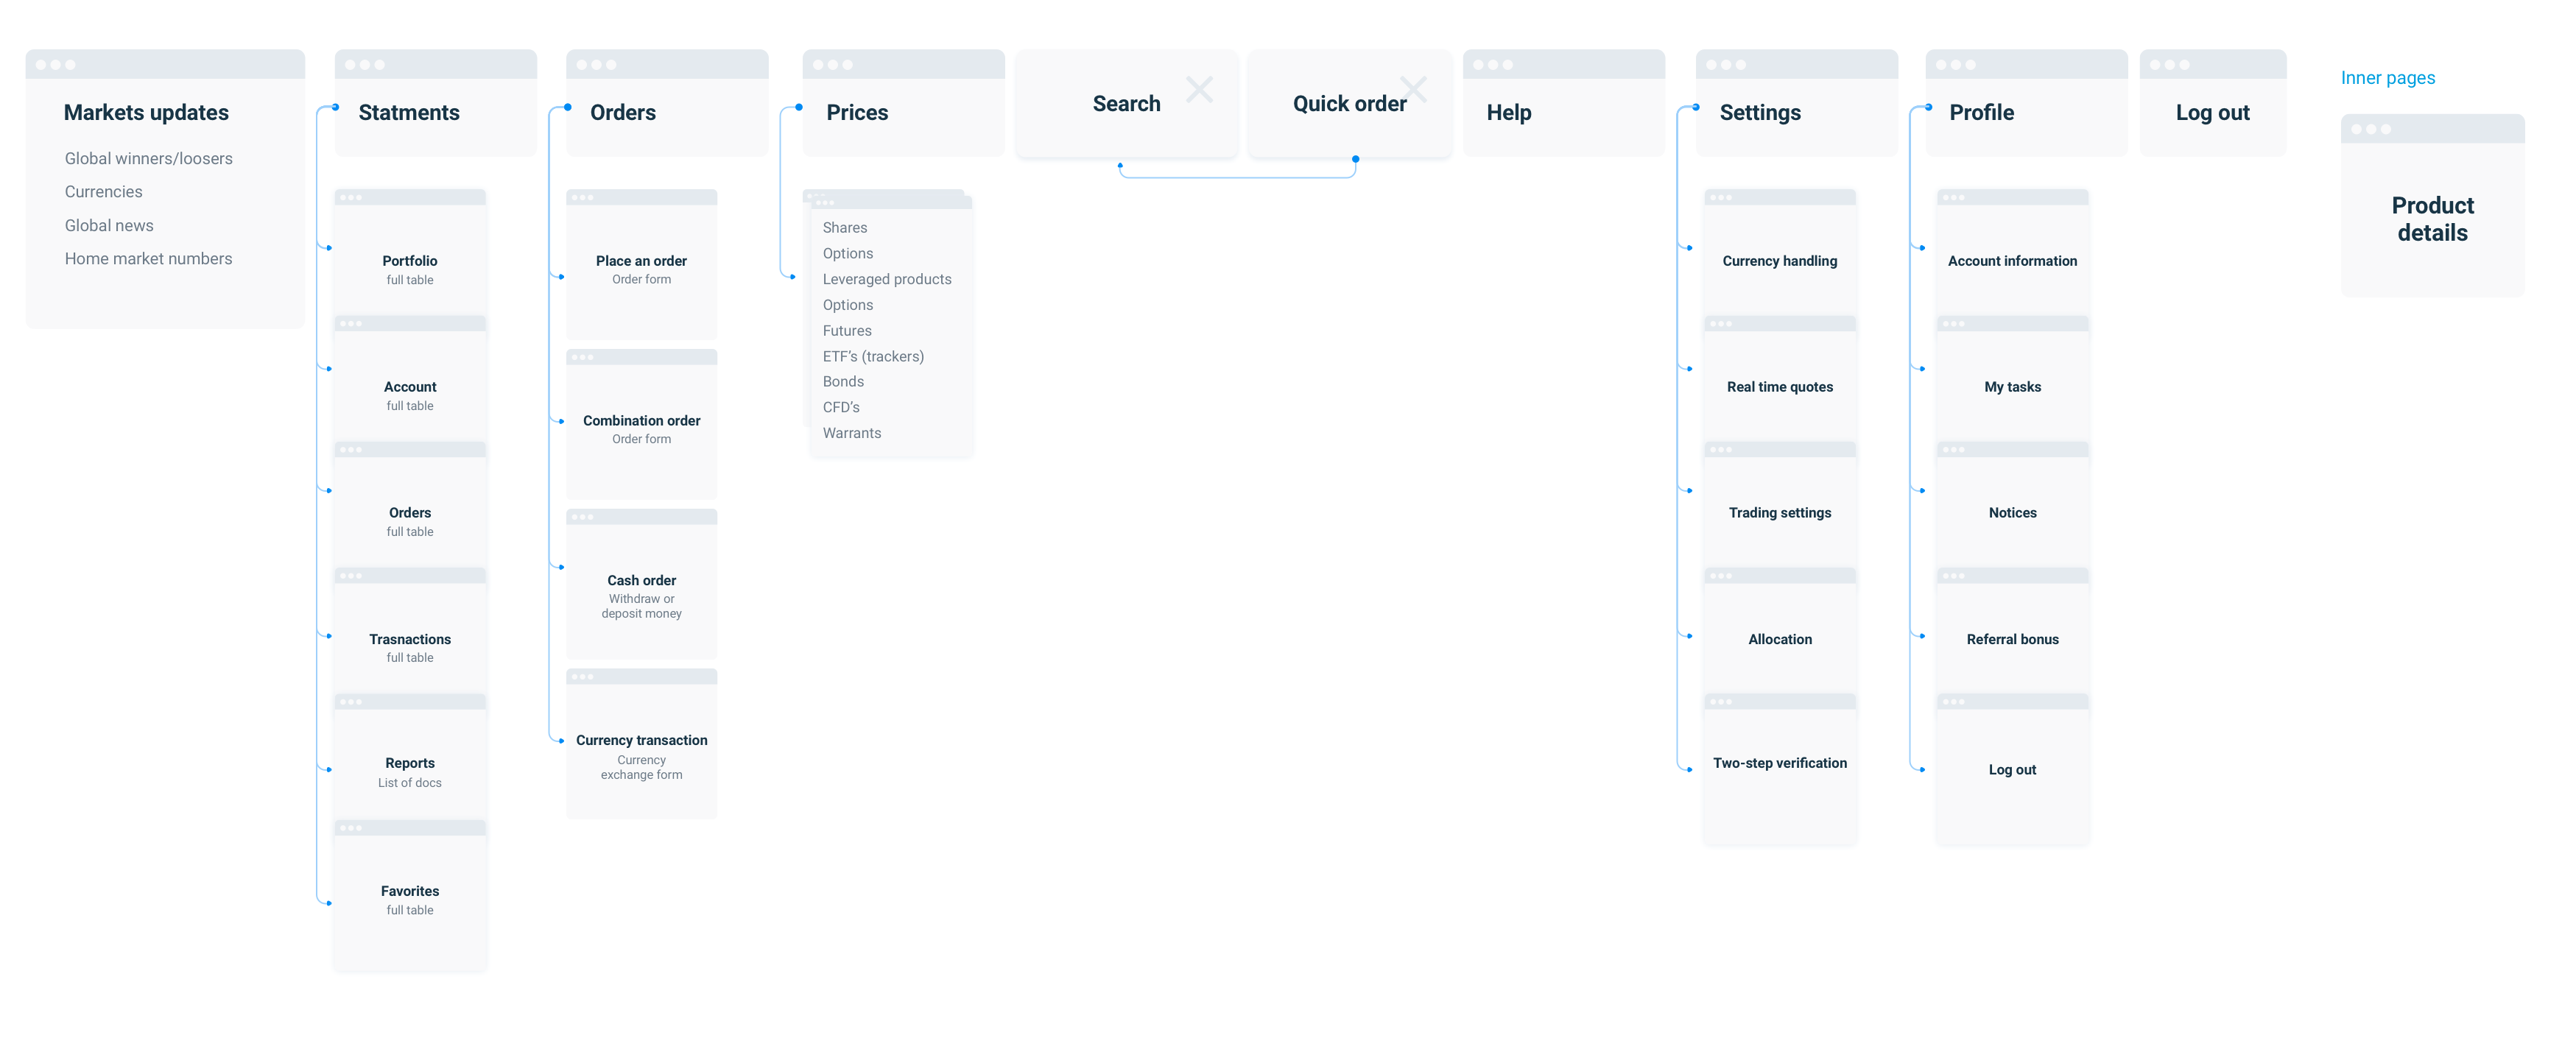 Markets updates
Global winners/loosers
Currencies
Global news
Home market numbers
Statments
Portfolio
full table
Account
full table
Orders
full table
Trasnactions
full table
Reports
List of docs
Favorites
full table
Orders
Place an order
Order form
Combination order
Order form
Cash order
Withdraw or
deposit money
Currency transaction
Currency
exchange form
Prices
Shares
Options
Leveraged products
Options
Futures
ETF’s (trackers)
Bonds
CFD’s
Warrants
Search
Quick order
Help
Settings
Currency handling
Real time quotes
Trading settings
Allocation
Two-step verification
Profile
Account information
My tasks
Notices
Referral bonus
Log out
Log out
Inner pages
Product
details